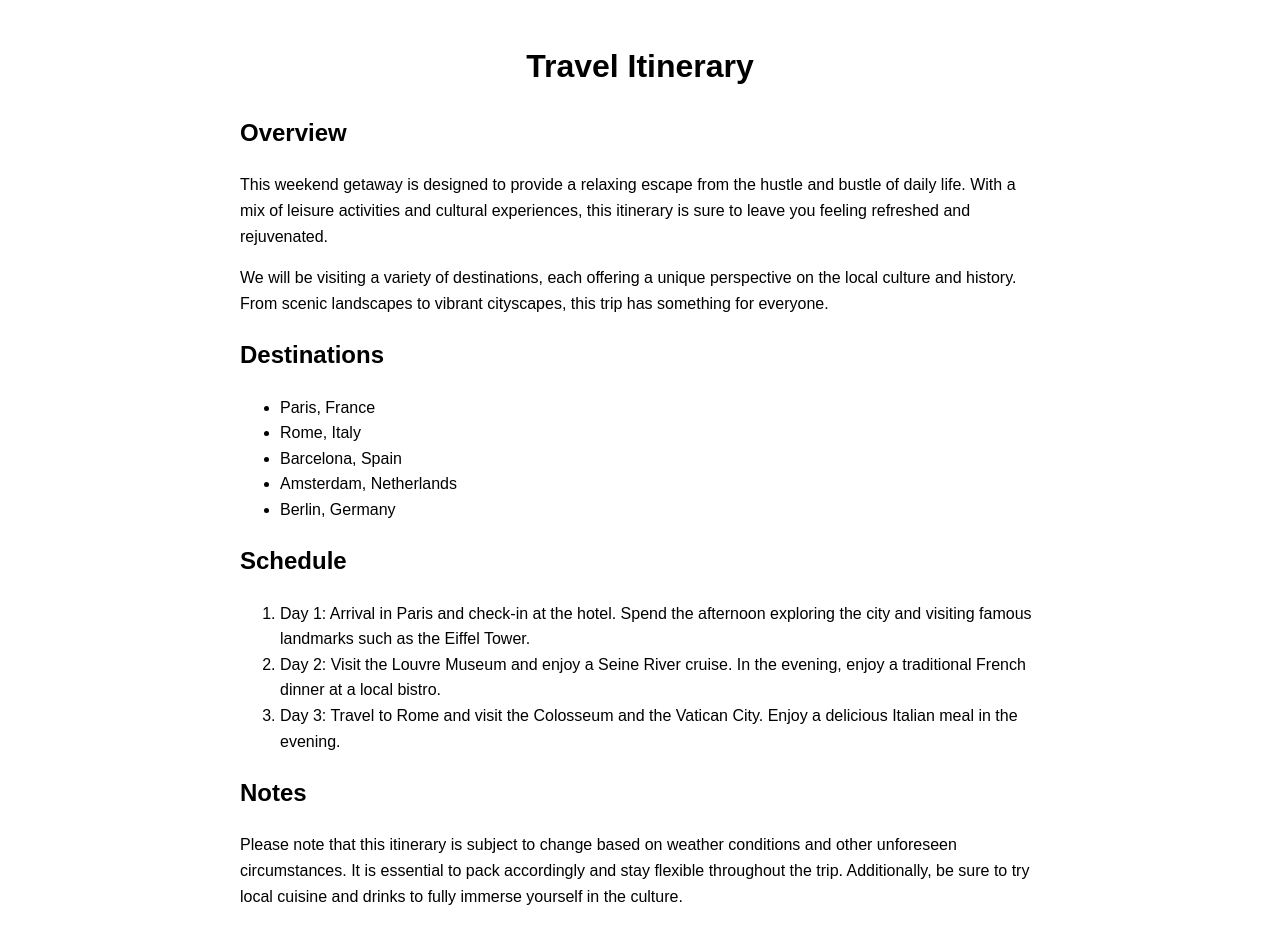 Travel Itinerary
Overview
This weekend getaway is designed to provide a relaxing escape from the hustle and bustle of daily life. With a
mix of leisure activities and cultural experiences, this itinerary is sure to leave you feeling refreshed and
rejuvenated.
We will be visiting a variety of destinations, each offering a unique perspective on the local culture and history.
From scenic landscapes to vibrant cityscapes, this trip has something for everyone.
Destinations
• Paris, France
• Rome, Italy
• Barcelona, Spain
• Amsterdam, Netherlands
• Berlin, Germany
Schedule
1. Day 1: Arrival in Paris and check-in at the hotel. Spend the afternoon exploring the city and visiting famous
landmarks such as the Eiffel Tower.
2. Day 2: Visit the Louvre Museum and enjoy a Seine River cruise. In the evening, enjoy a traditional French
dinner at a local bistro.
3. Day 3: Travel to Rome and visit the Colosseum and the Vatican City. Enjoy a delicious Italian meal in the
evening.
Notes
Please note that this itinerary is subject to change based on weather conditions and other unforeseen
circumstances. It is essential to pack accordingly and stay flexible throughout the trip. Additionally, be sure to try
local cuisine and drinks to fully immerse yourself in the culture.